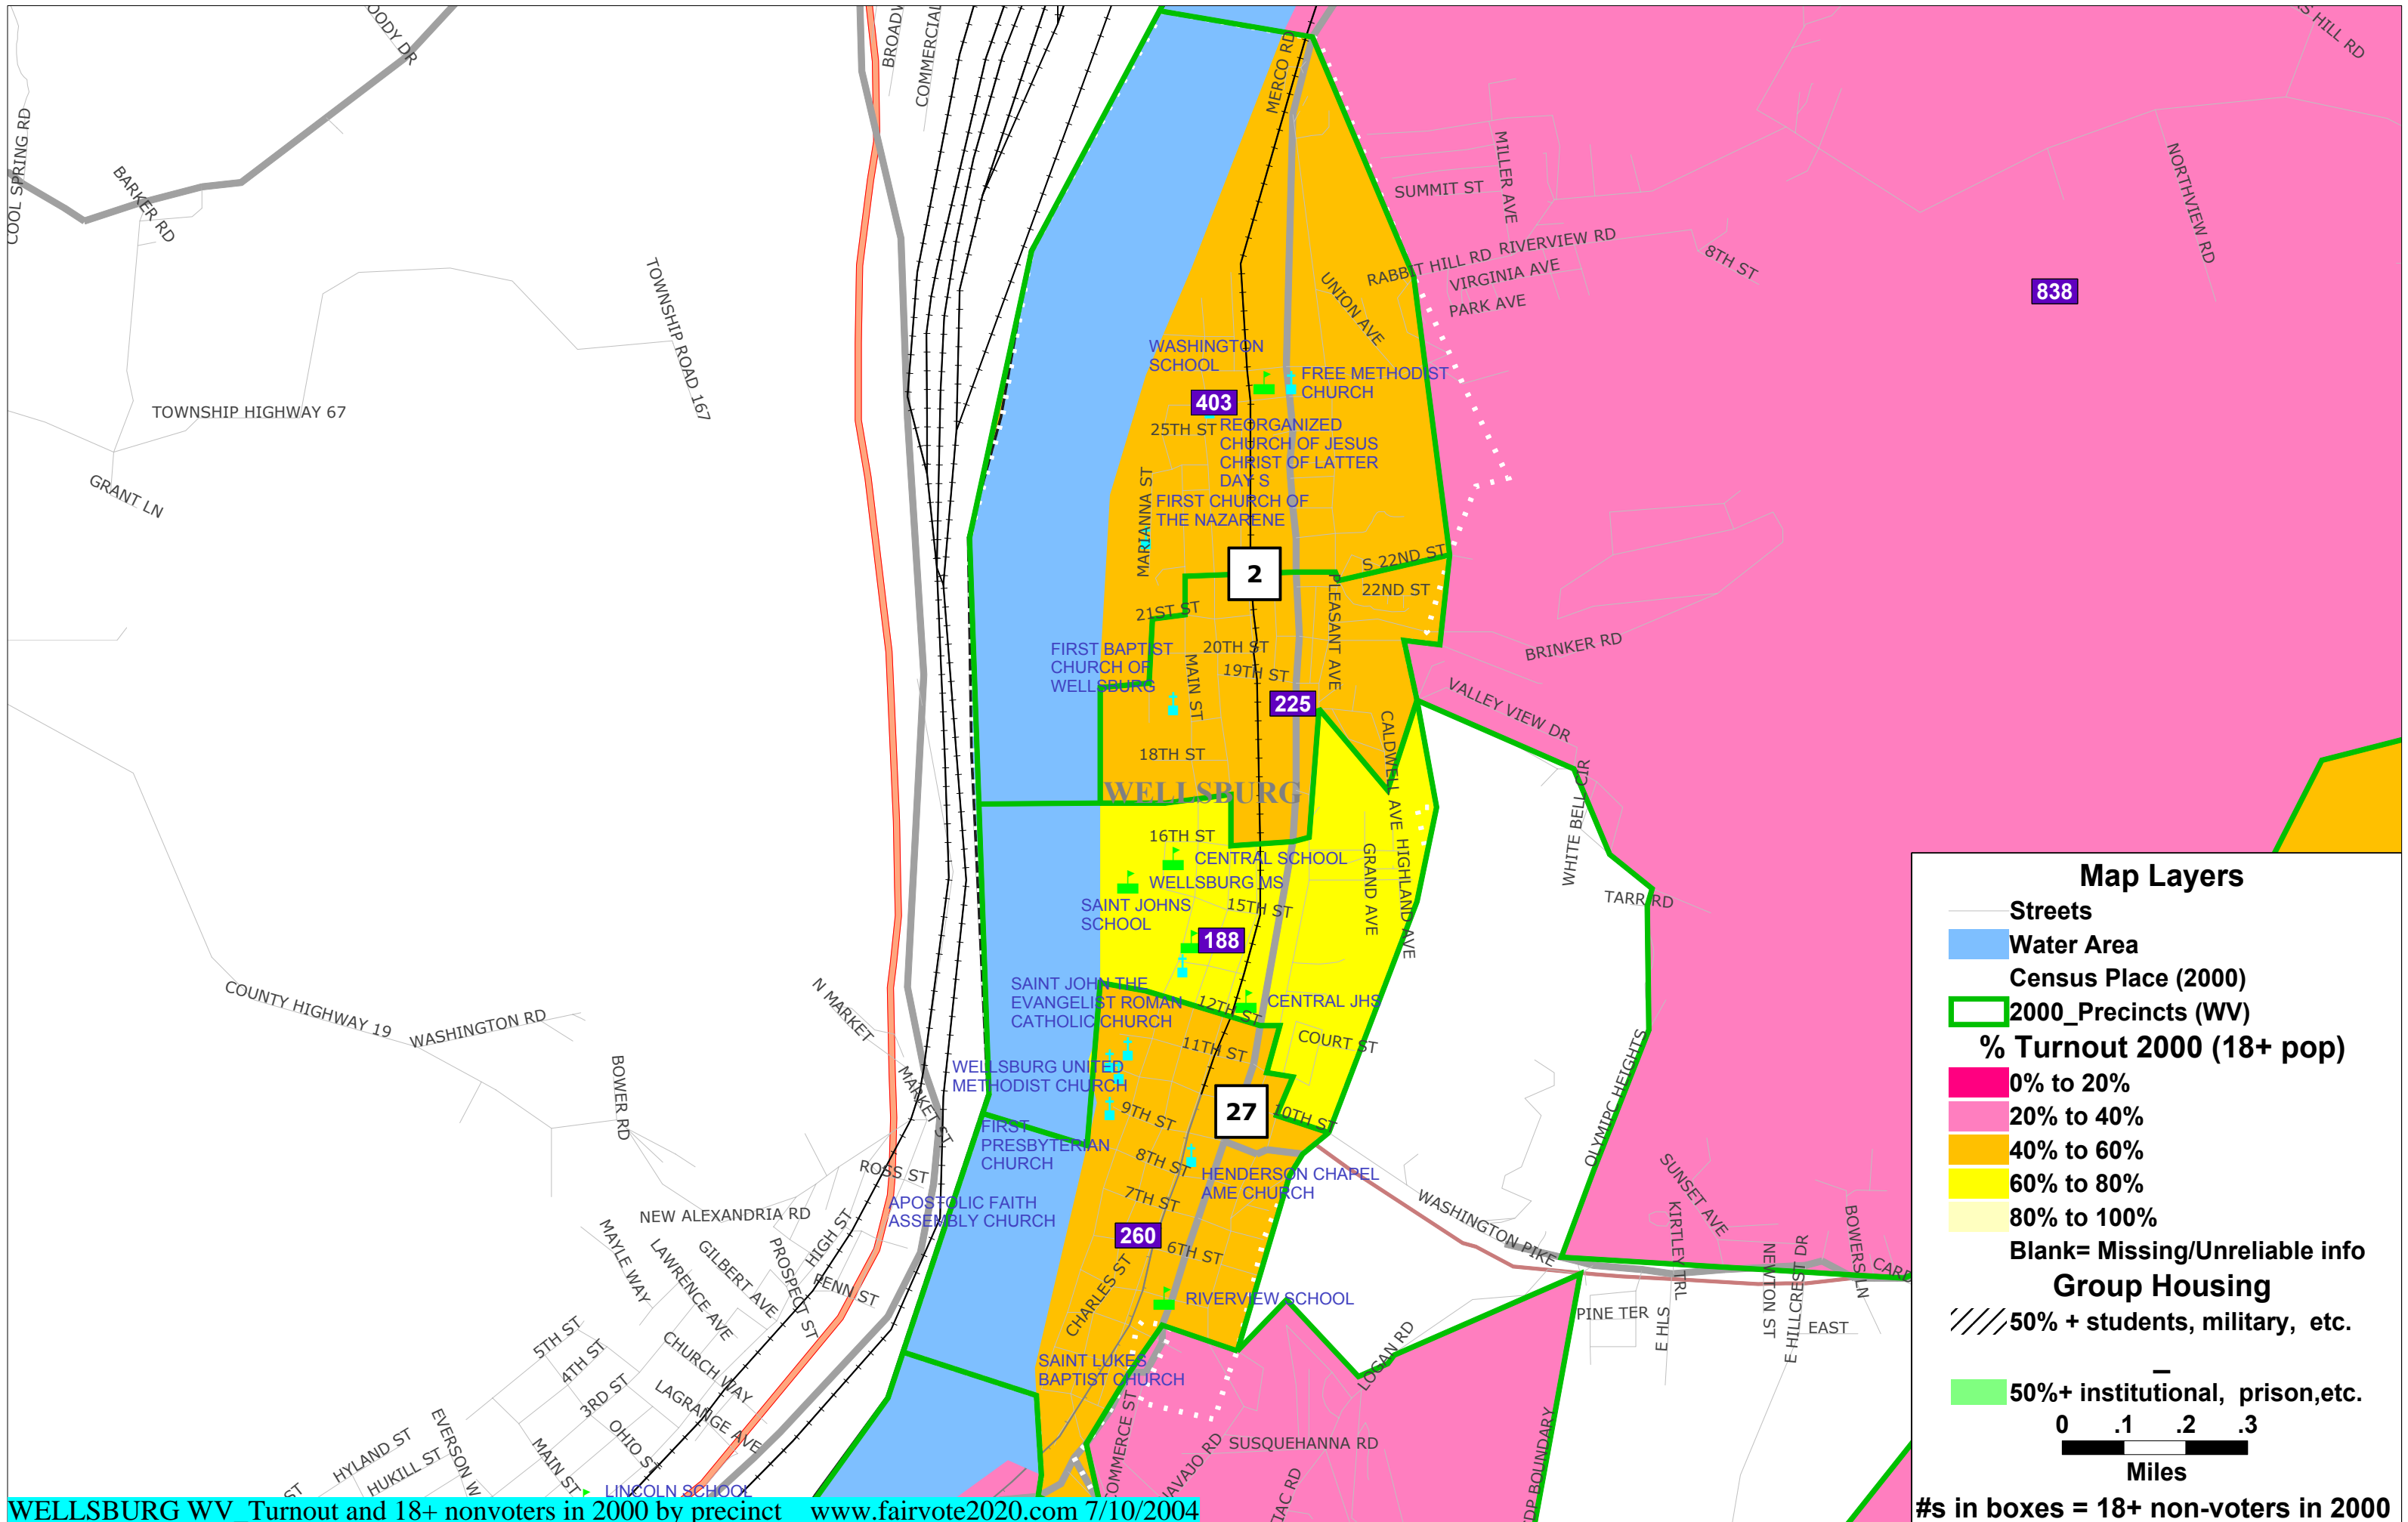 OODY DR
BROADW
COMMERCIAL
MERCO RD
S HILL RD
COOL SPRING RD
BARKER RD
TOWNSHIP ROAD 167
TOWNSHIP HIGHWAY 67
GRANT LN
SUMMIT ST
MILLER AVE
NORTHVIEW RD
RABBIT HILL RD
RIVERVIEW RD
VIRGINIA AVE
PARK AVE
8TH ST
838
UNION AVE
WASHINGTON
SCHOOL
FREE METHODIST
CHURCH
403
25TH ST
REORGANIZED
CHURCH OF JESUS
CHRIST OF LATTER
DAY S
MARIANNA ST
FIRST CHURCH OF
THE NAZARENE
2
S 22ND ST
22ND ST
PLEASANT AVE
21ST ST
20TH ST
19TH ST
MAIN ST
FIRST BAPTIST
CHURCH OF
WELLSBURG
225
BRINKER RD
VALLEY VIEW DR
18TH ST
WELLSBURG
CALDWELL AVE
HIGHLAND AVE
GRAND AVE
WHITE BELL CIR
TARR RD
16TH ST
CENTRAL SCHOOL
WELLSBURG MS
SAINT JOHNS
SCHOOL
15TH ST
188
SAINT JOHN THE
EVANGELIST ROMAN
CATHOLIC CHURCH
12TH ST
CENTRAL JHS
COURT ST
11TH ST
COUNTY HIGHWAY 19
WASHINGTON RD
N MARKET
MARKET ST
BOWER RD
WELLSBURG UNITED
METHODIST CHURCH
27
10TH ST
9TH ST
FIRST
PRESBYTERIAN
CHURCH
8TH ST
HENDERSON CHAPEL
AME CHURCH
OLYMPC HEIGHTS
WASHINGTON PIKE
ROSS ST
APOSTOLIC FAITH
ASSEMBLY CHURCH
7TH ST
260
6TH ST
CHARLES ST
RIVERVIEW SCHOOL
NEW ALEXANDRIA RD
MAYLE WAY
LAWRENCE AVE
GILBERT AVE
PROSPECT ST
HIGH ST
PENN ST
SUNSET AVE
KIRTLEY TRL
NEWTON ST
E HILLCREST DR
BOWERS LN
CARD
PINE TER
E HLS
EAST
LOGAN RD
5TH ST
4TH ST
3RD ST
CHURCH WAY
LAGRANGE AVE
OHIO ST
MAIN ST
EVERSON W
HYLAND ST
HUKILL ST
ST
SAINT LUKES
BAPTIST CHURCH
COMMERCE ST
NAVAJO RD
SUSQUEHANNA RD
IAC RD
DP BOUNDARY
LINCOLN SCHOOL
WELLSBURG WV_Turnout and 18+ nonvoters in 2000 by precinct www.fairvote2020.com 7/10/2004
Map Layers
Streets
Water Area
Census Place (2000)
2000_Precincts (WV)
% Turnout 2000 (18+ pop)
0% to 20%
20% to 40%
40% to 60%
60% to 80%
80% to 100%
Blank= Missing/Unreliable info
Group Housing
50% + students, military, etc.
_
50%+ institutional, prison,etc.
0 .1 .2 .3
Miles
#s in boxes = 18+ non-voters in 2000